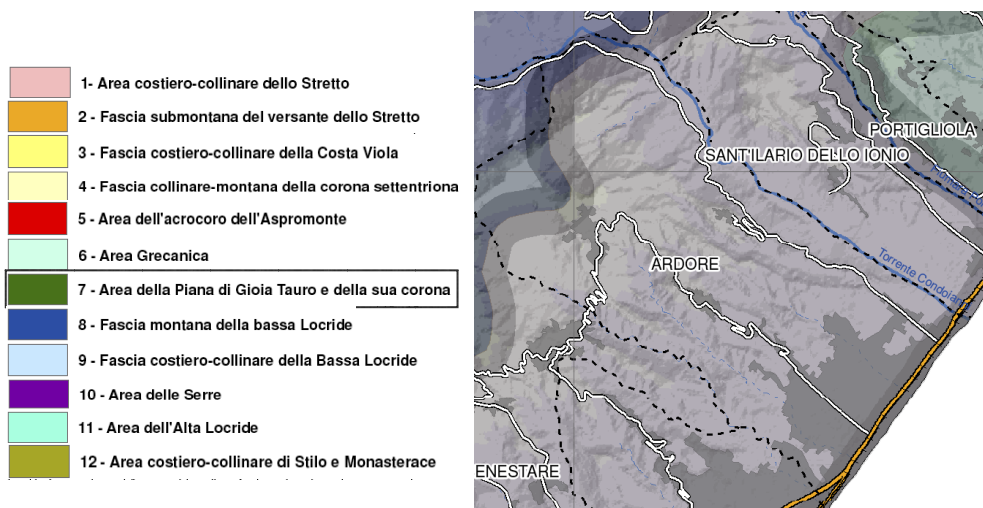 1- Area costiero-collinare dello Stretto
2 - Fascia submontana del versante dello Stretto
3 - Fascia costiero-collinare della Costa Viola
4 - Fascia collinare-montana della corona settentriona
5 - Area dell'acrocoro dell'Aspromonte
6 - Area Grecanica
7 - Area della Piana di Gioia Tauro e della sua corona
8 - Fascia montana della bassa Locride
9 - Fascia costiero-collinare della Bassa Locride
10 - Area delle Serre
11 - Area dell'Alta Locride
12 - Area costiero-collinare di Stilo e Monasterace
PORTIGLIOLA
SANT'ILARIO DELLO IONIO
ARDORE
Torrente Condoian
ENESTARE